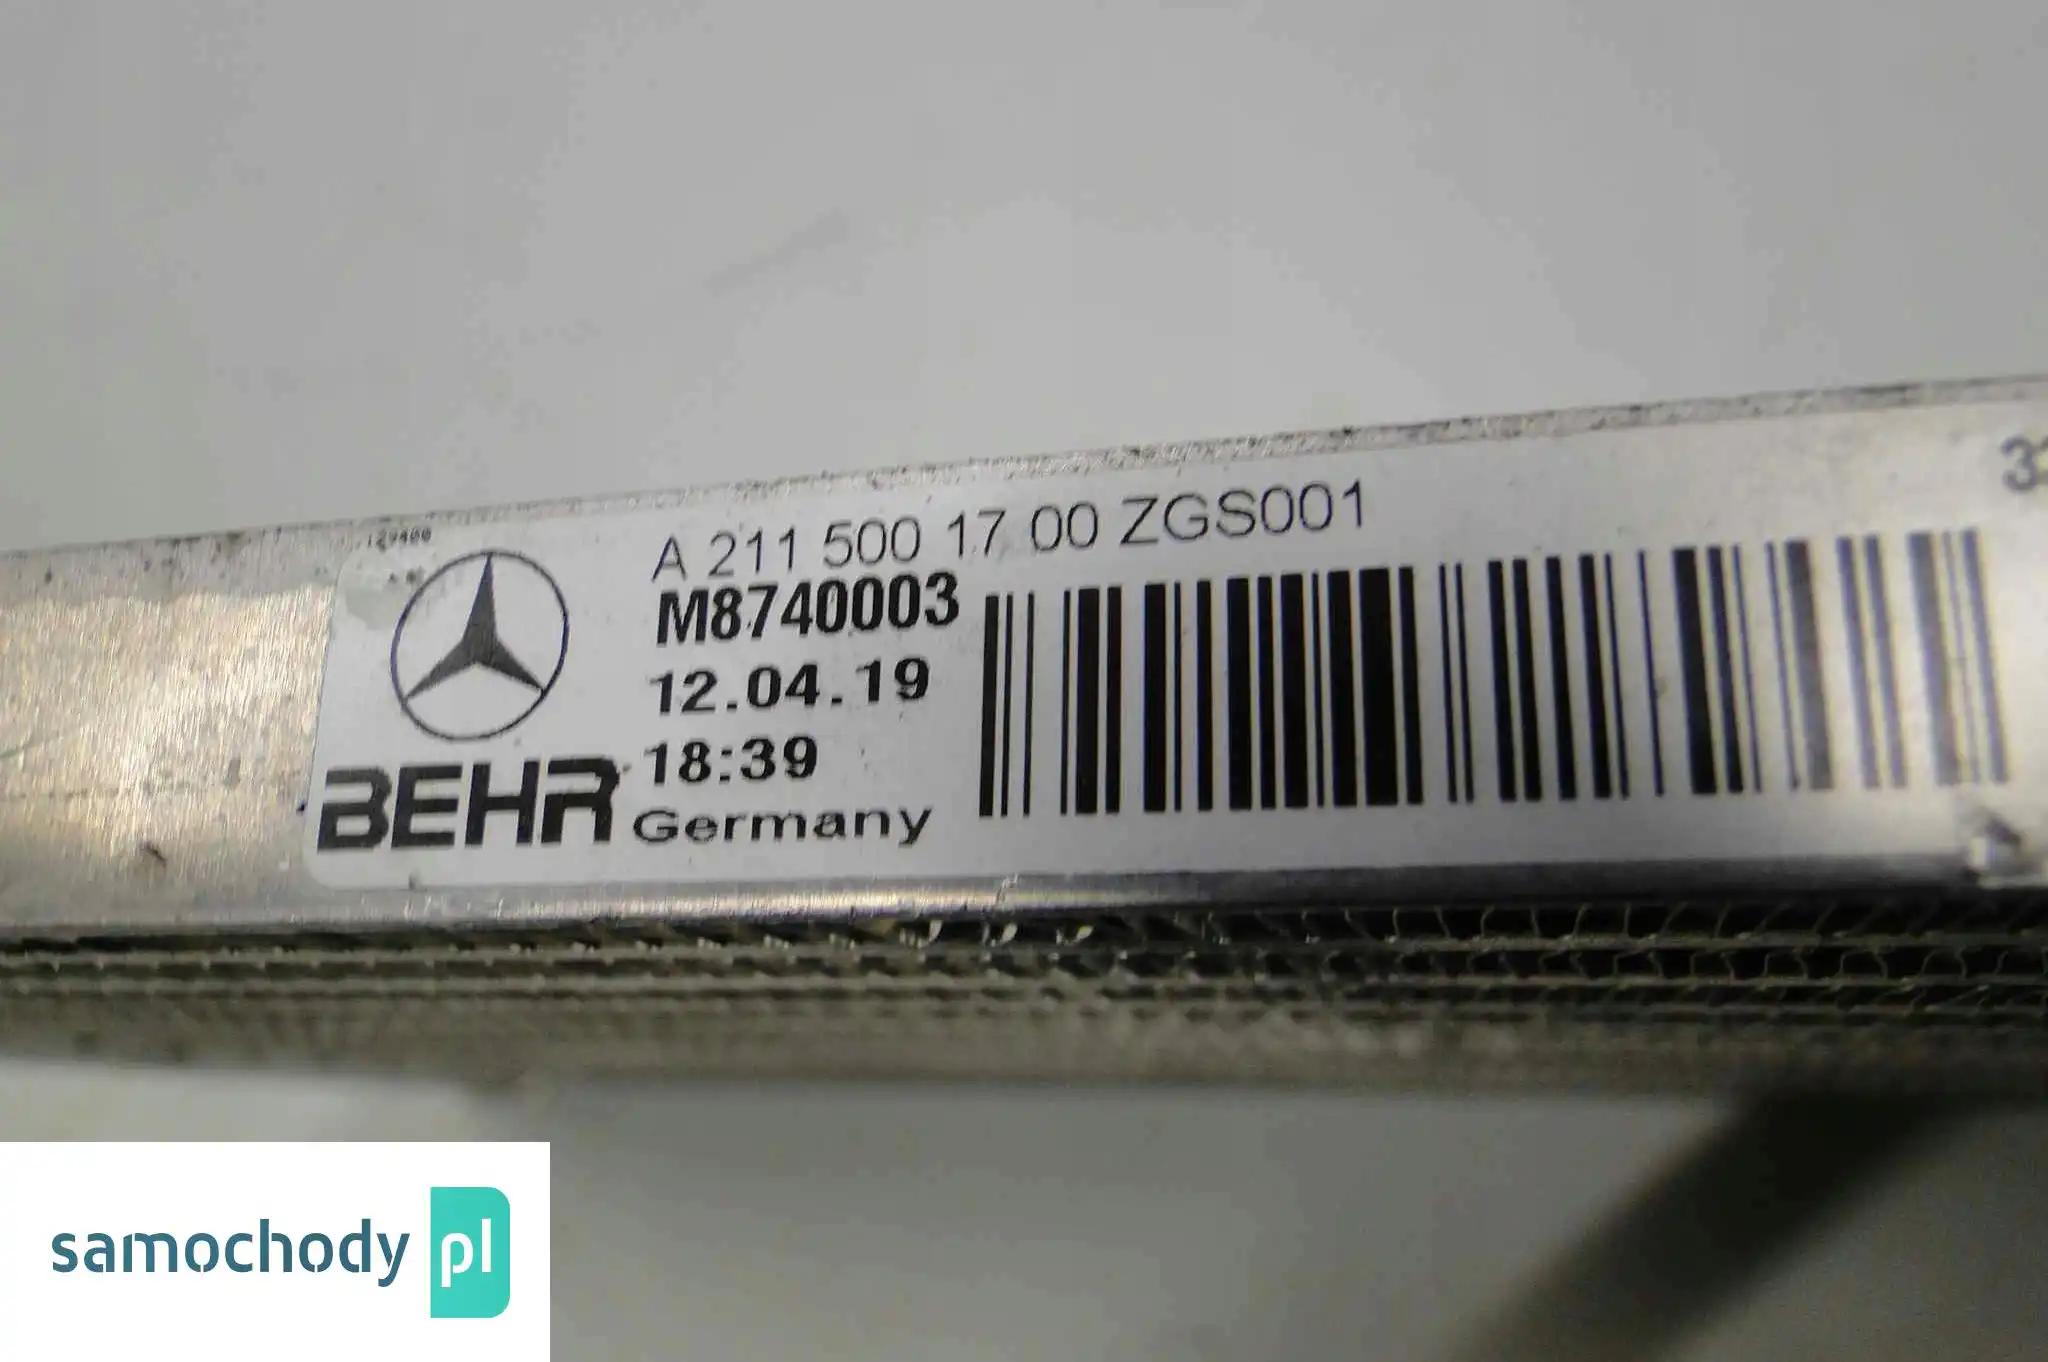 A 211 500 17 00 ZGS001
M8740003
12.04.19
18:39
BEHR Germany
samochody pl